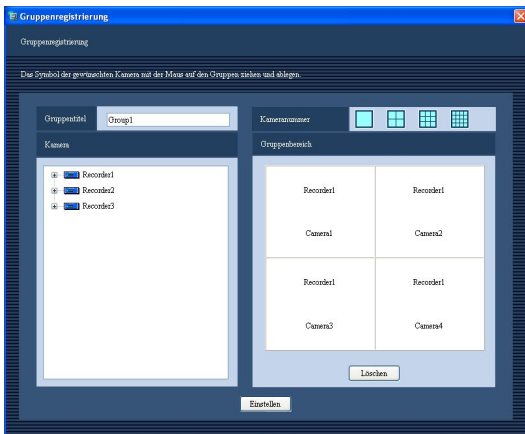 Gruppenregistrierung
Gruppenregistrierung
Das Symbol der gewünschten Kamera mit der Maus auf den Gruppen ziehen und ablegen.
Gruppentitel
Group1
Kamera
Recorder1
Recorder2
Recorder3
Kameranummer
Gruppenbereich
Recorder1
Camera1
Recorder1
Camera2
Recorder1
Camera3
Recorder1
Camera4
Löschen
Einstellen